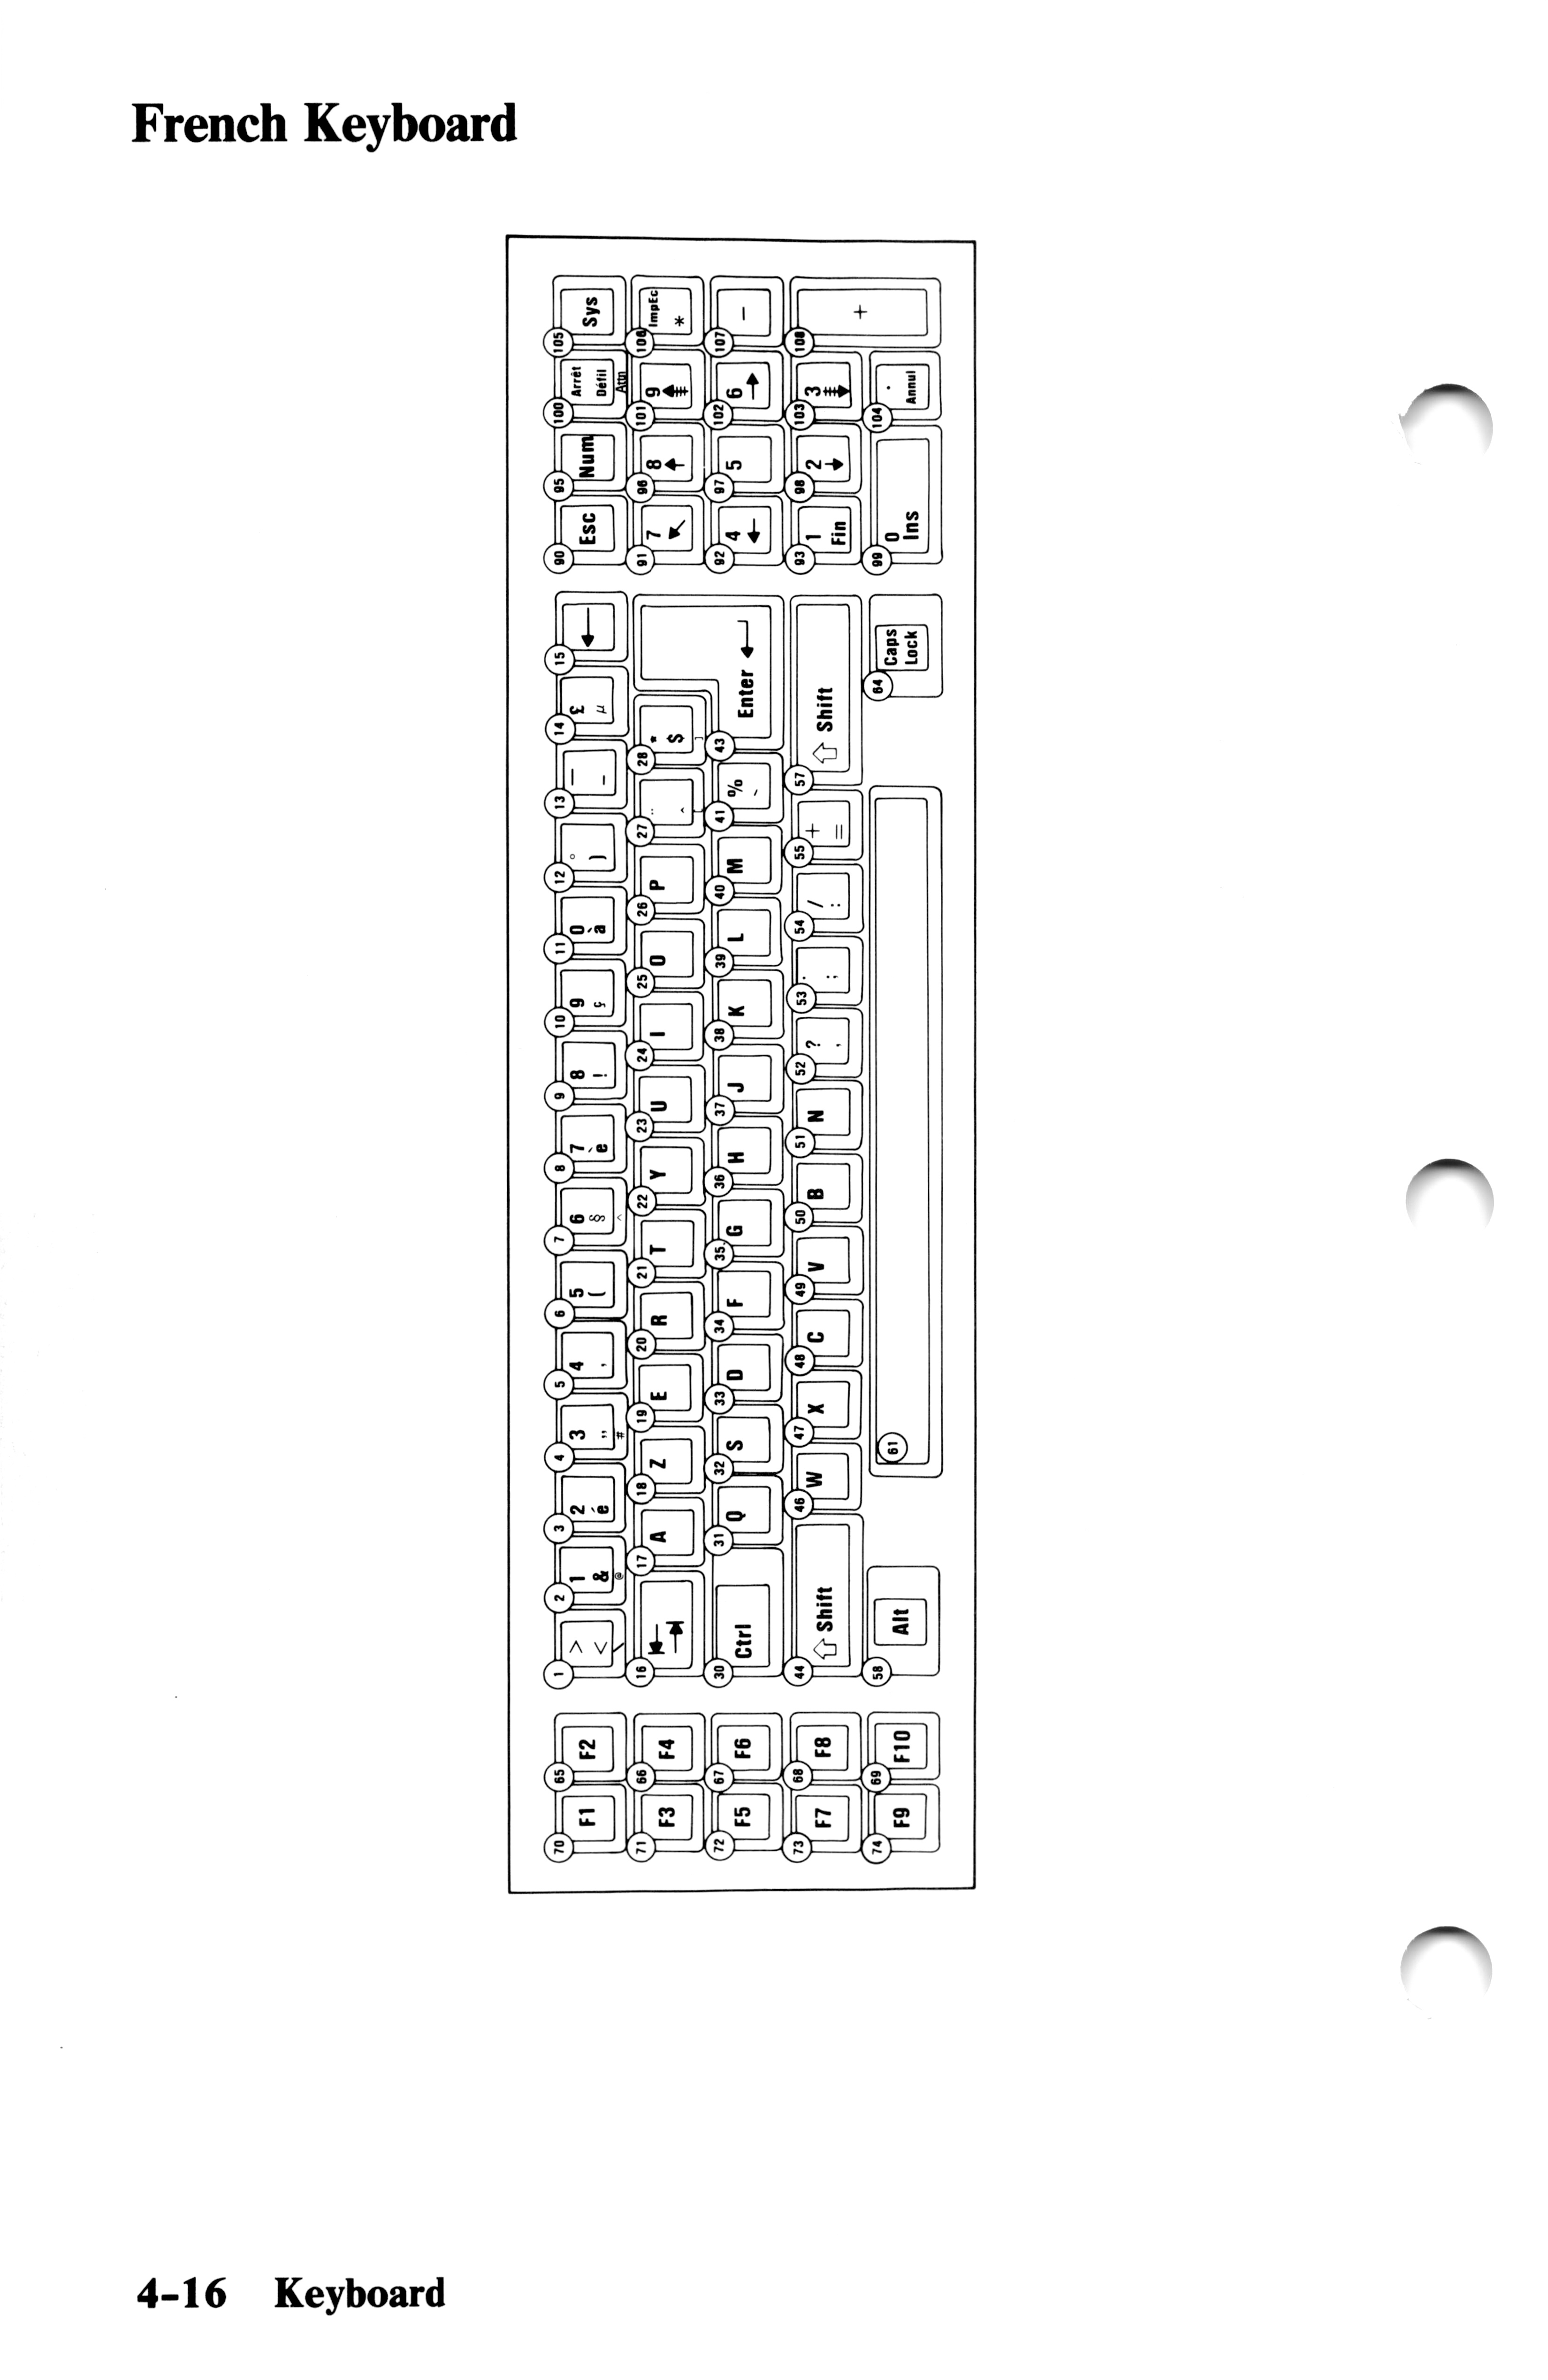 French Keyboard
70 F1 65 F2 1 > < \ 2 1 & @ 3 2 é 4 3 " # 5 4 ' 6 5 ( 7 6 § ^ 8 7 è 9 8 ! 10 9 ç 11 0 à 12 ° ) 13 — - 14 £ µ 15 ← 90 Esc 95 Num 100 Arrêt Défil Attn 105 Sys
71 F3 66 F4 16 17 A 18 Z 19 E 20 R 21 T 22 Y 23 U 24 I 25 O 26 P 27 ¨ ^ [ 28 * $ ] 91 7 ↖ 96 8 ↑ 101 9 106 ImpEc *
72 F5 67 F6 30 Ctrl 31 Q 32 S 33 D 34 F 35 G 36 H 37 J 38 K 39 L 40 M 41 % ` 43 Enter 92 4 ← 97 5 102 6 → 107 -
73 F7 68 F8 44 Shift 46 W 47 X 48 C 49 V 50 B 51 N 52 ? , 53 . ; 54 / : 55 + = 57 Shift 93 1 Fin 98 2 ↓ 103 3 108 +
74 F9 69 F10 58 Alt 61 64 Caps Lock 99 0 Ins 104 . Annul
4-16 Keyboard